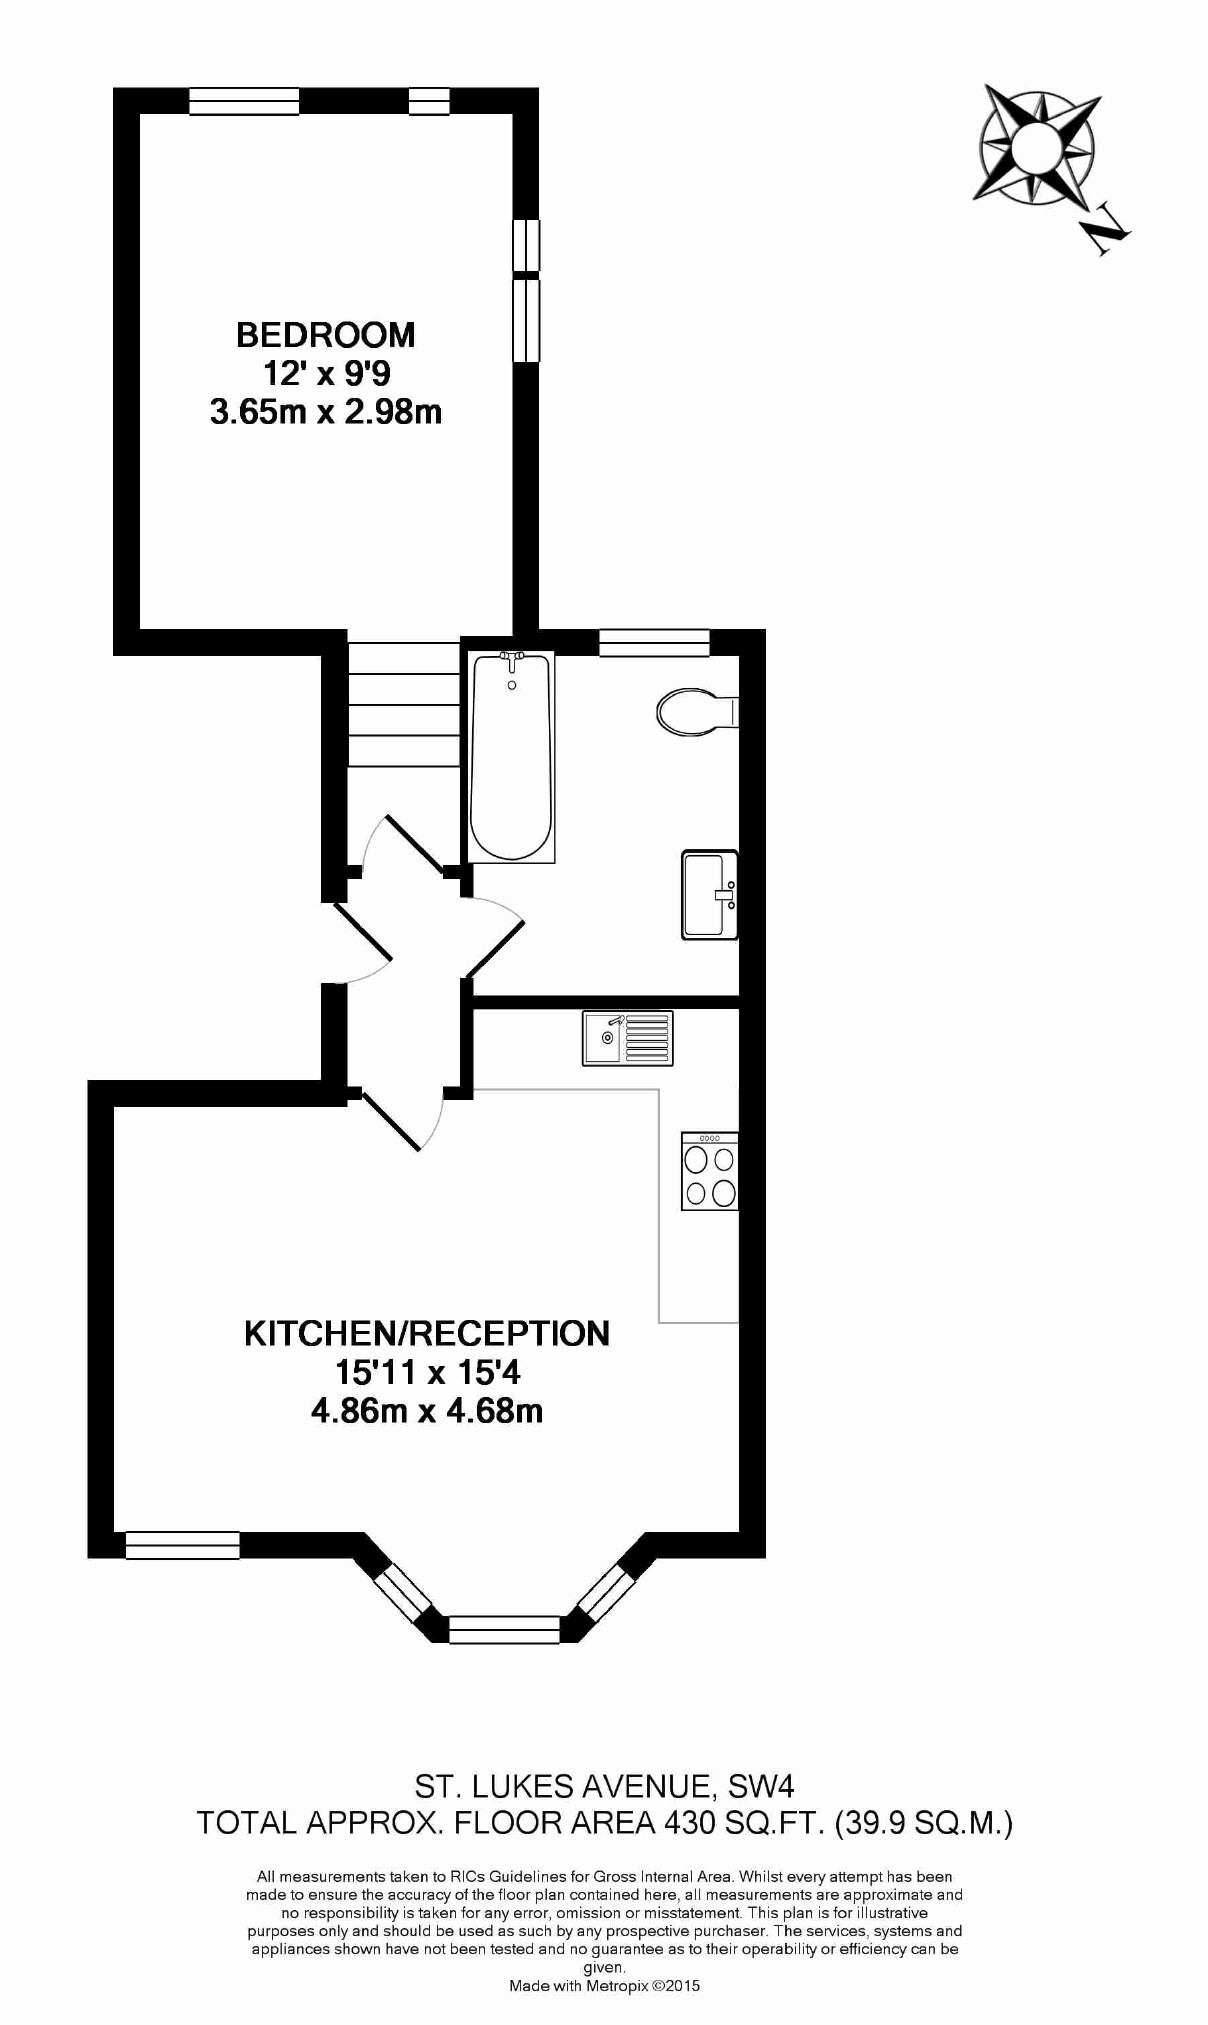 N
BEDROOM
12' x 9'9
3.65m x 2.98m
KITCHEN/RECEPTION
15'11 x 15'4
4.86m x 4.68m
ST. LUKES AVENUE, SW4
TOTAL APPROX. FLOOR AREA 430 SQ.FT. (39.9 SQ.M.)
All measurements taken to RICs Guidelines for Gross Internal Area. Whilst every attempt has been
made to ensure the accuracy of the floor plan contained here, all measurements are approximate and
no responsibility is taken for any error, omission or misstatement. This plan is for illustrative
purposes only and should be used as such by any prospective purchaser. The services, systems and
appliances shown have not been tested and no guarantee as to their operability or efficiency can be
given.
Made with Metropix ©2015